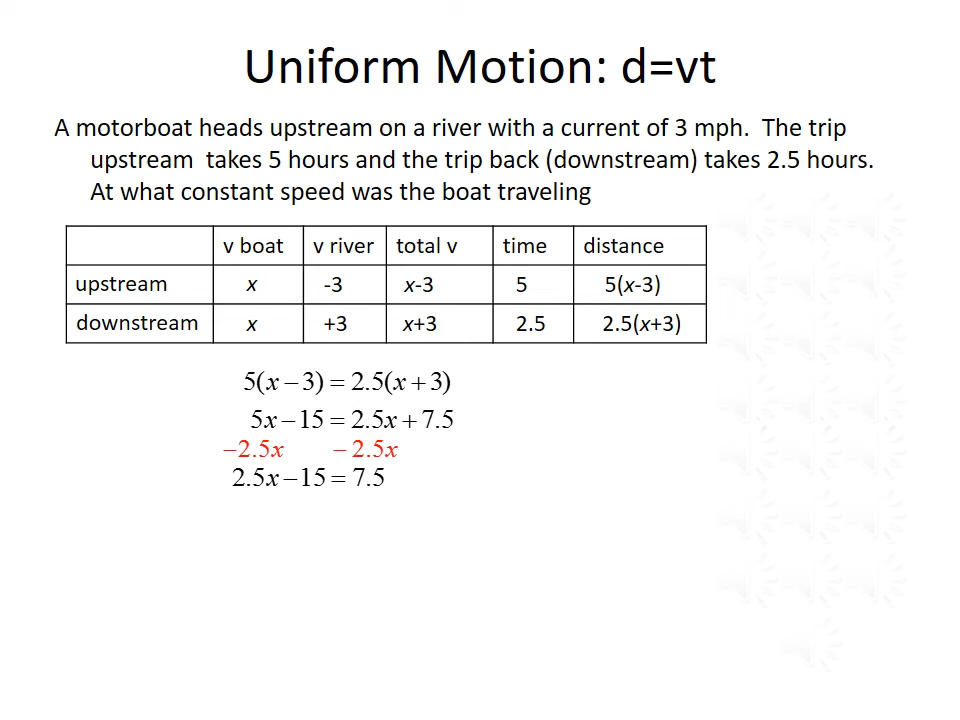 Uniform Motion: d=vt
A motorboat heads upstream on a river with a current of 3 mph.  The trip
upstream  takes 5 hours and the trip back (downstream) takes 2.5 hours.
At what constant speed was the boat traveling
v boat v river total v time distance
upstream x -3 x-3 5 5(x-3)
downstream x +3 x+3 2.5 2.5(x+3)
5(x−3) = 2.5(x+3)
5x−15 = 2.5x+7.5
−2.5x −2.5x
2.5x−15 = 7.5